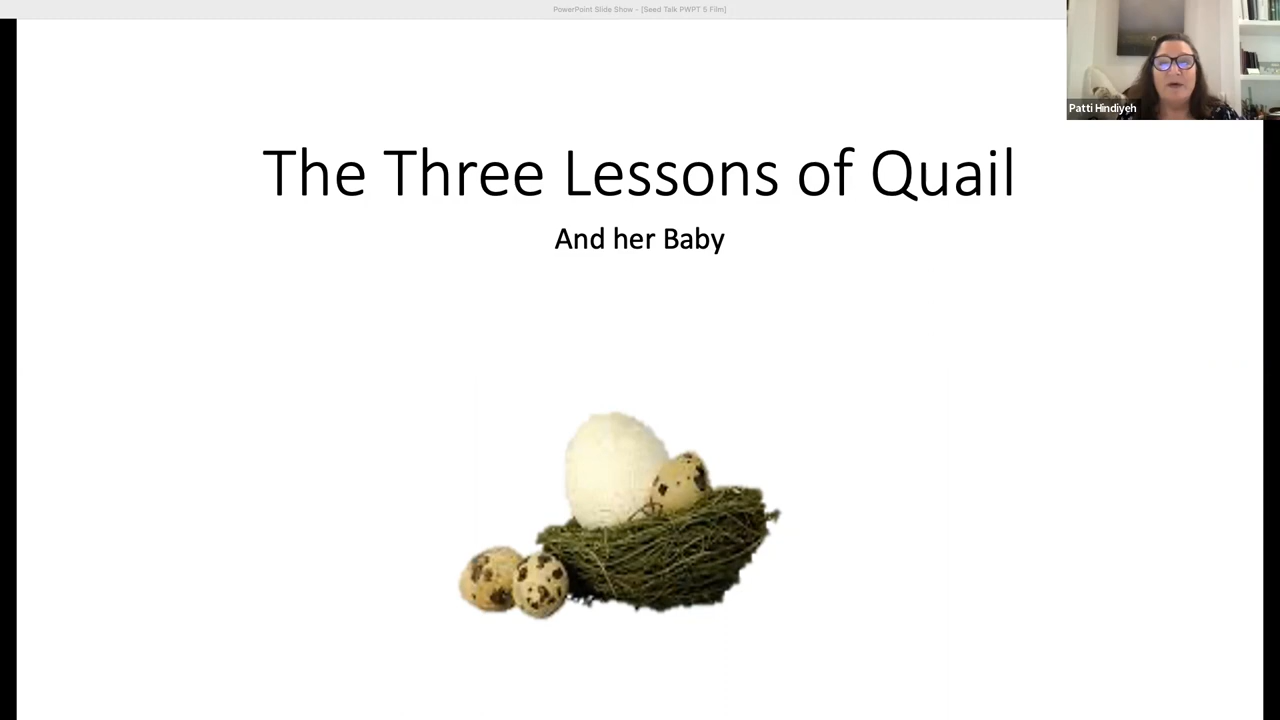 PowerPoint Slide Show - [Seed Talk PWPT 5 Film]
Patti Hindiyeh
The Three Lessons of Quail
And her Baby